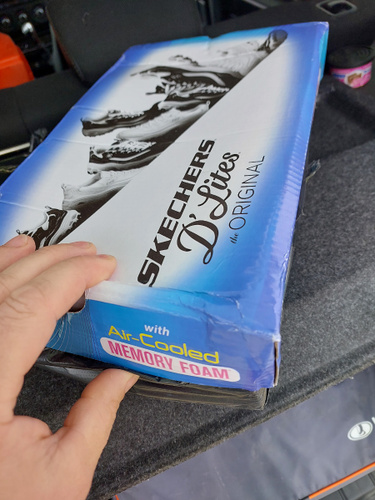 SKECHERS
D'Lites
the ORIGINAL
with
Air-Cooled
MEMORY FOAM